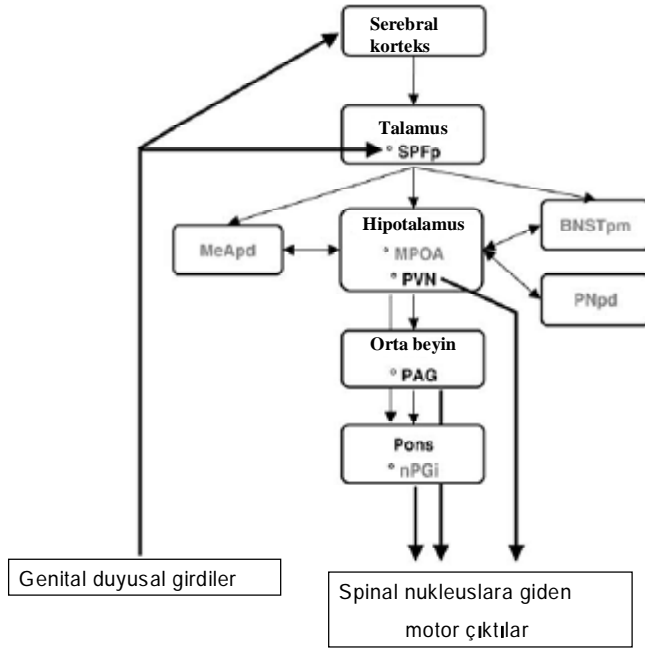 Serebral
korteks
Talamus
° SPFp
Hipotalamus
° MPOA
° PVN
MeApd
BNSTpm
PNpd
Orta beyin
° PAG
Pons
° nPGi
Genital duyusal girdiler
Spinal nukleuslara giden
motor çıktılar